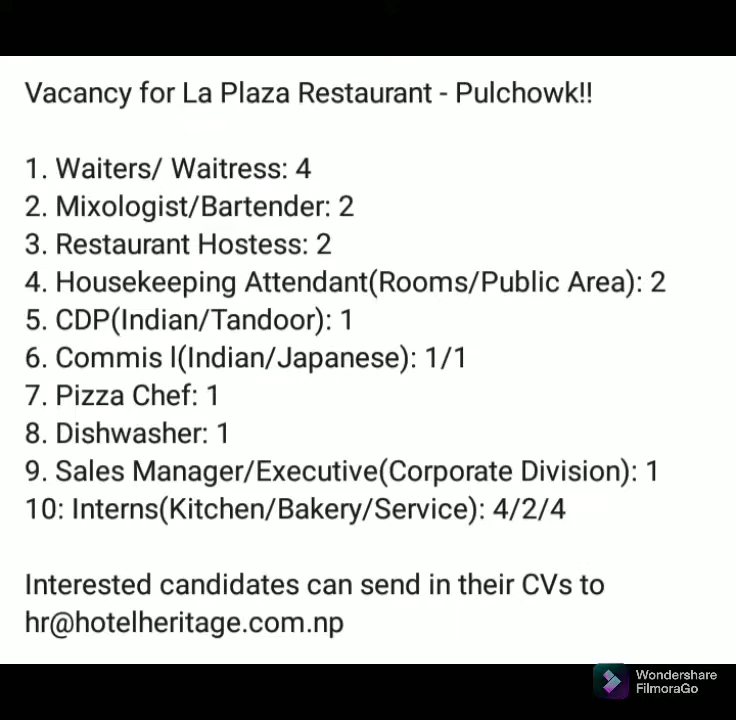 Vacancy for La Plaza Restaurant - Pulchowk!!
1. Waiters/ Waitress: 4
2. Mixologist/Bartender: 2
3. Restaurant Hostess: 2
4. Housekeeping Attendant(Rooms/Public Area): 2
5. CDP(Indian/Tandoor): 1
6. Commis l(Indian/Japanese): 1/1
7. Pizza Chef: 1
8. Dishwasher: 1
9. Sales Manager/Executive(Corporate Division): 1
10: Interns(Kitchen/Bakery/Service): 4/2/4
Interested candidates can send in their CVs to
hr@hotelheritage.com.np
Wondershare
FilmoraGo